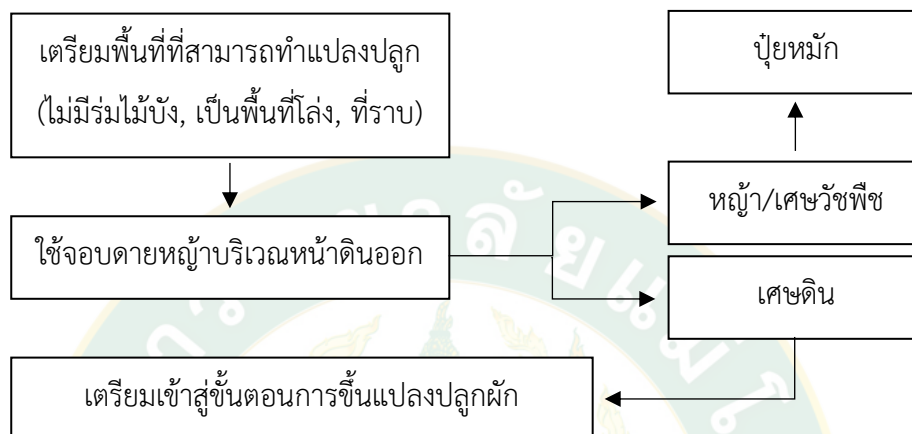 เตรียมพื้นที่ที่สามารถทำแปลงปลูก
(ไม่มีร่มไม้บัง, เป็นพื้นที่โล่ง, ที่ราบ)
ปุ๋ยหมัก
ใช้จอบดายหญ้าบริเวณหน้าดินออก
หญ้า/เศษวัชพืช
เศษดิน
เตรียมเข้าสู่ขั้นตอนการขึ้นแปลงปลูกผัก